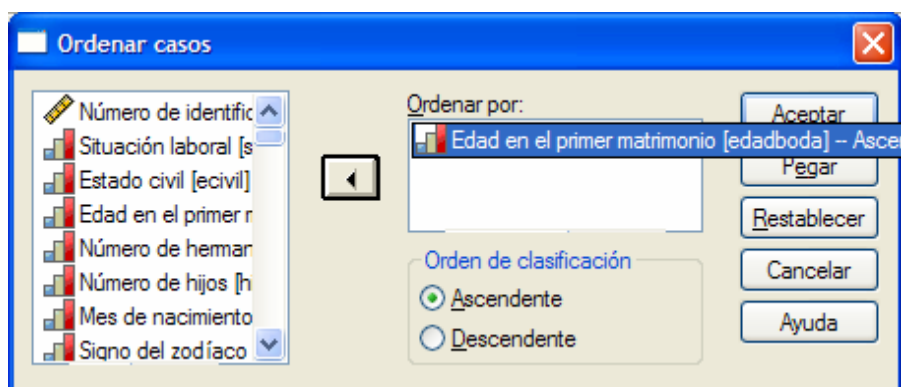 Ordenar casos
Número de identific
Situación laboral [s
Estado civil [ecivil]
Edad en el primer r
Número de herman
Número de hijos [hi
Mes de nacimiento
Signo del zodíaco
Ordenar por:
Edad en el primer matrimonio [edadboda] -- Ascen
Orden de clasificación
Ascendente
Descendente
Aceptar
Pegar
Restablecer
Cancelar
Ayuda